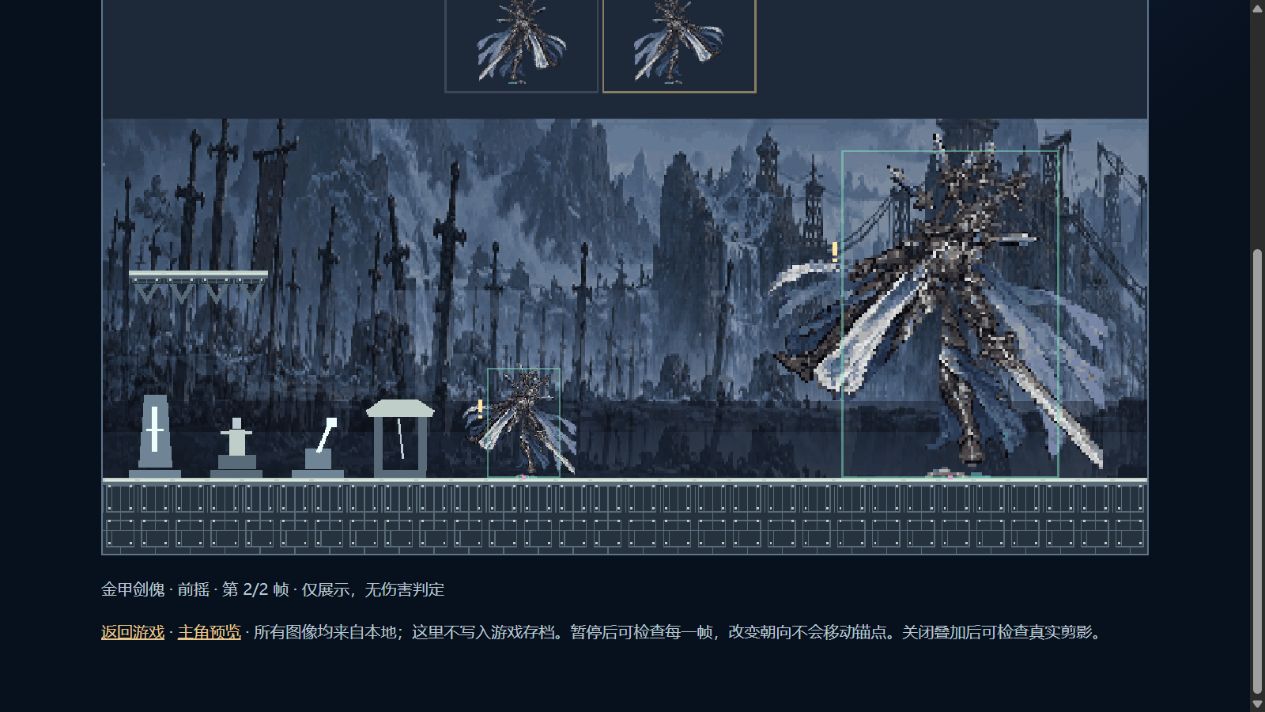 金甲剑傀 · 前摇 · 第 2/2 帧 · 仅展示，无伤害判定
返回游戏 · 主角预览 · 所有图像均来自本地；这里不写入游戏存档。暂停后可检查每一帧，改变朝向不会移动锚点。关闭叠加后可检查真实剪影。